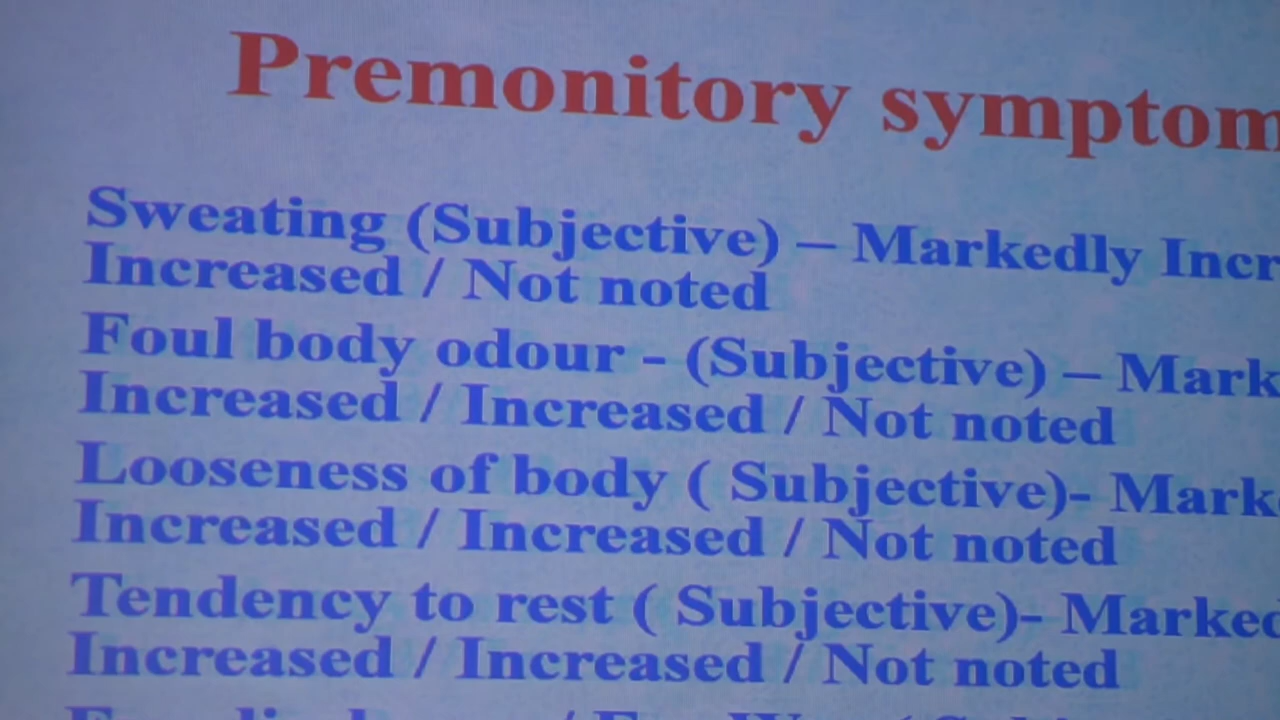 Premonitory symptom
Sweating (Subjective) – Markedly Incr
Increased / Not noted
Foul body odour - (Subjective) – Mark
Increased / Increased / Not noted
Looseness of body ( Subjective)- Mark
Increased / Increased / Not noted
Tendency to rest ( Subjective)- Marked
Increased / Increased / Not noted